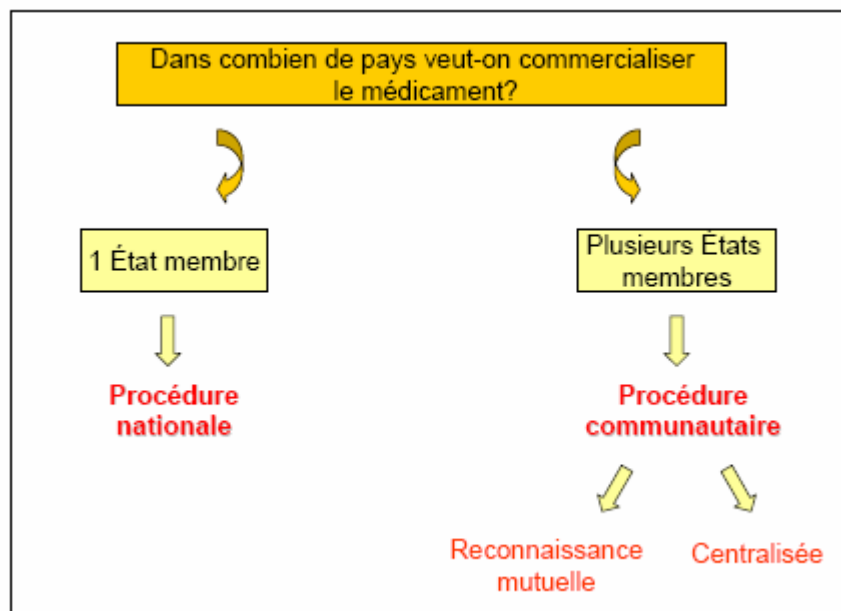 Dans combien de pays veut-on commercialiser
le médicament?
1 État membre
Plusieurs États
membres
Procédure
nationale
Procédure
communautaire
Reconnaissance
mutuelle
Centralisée